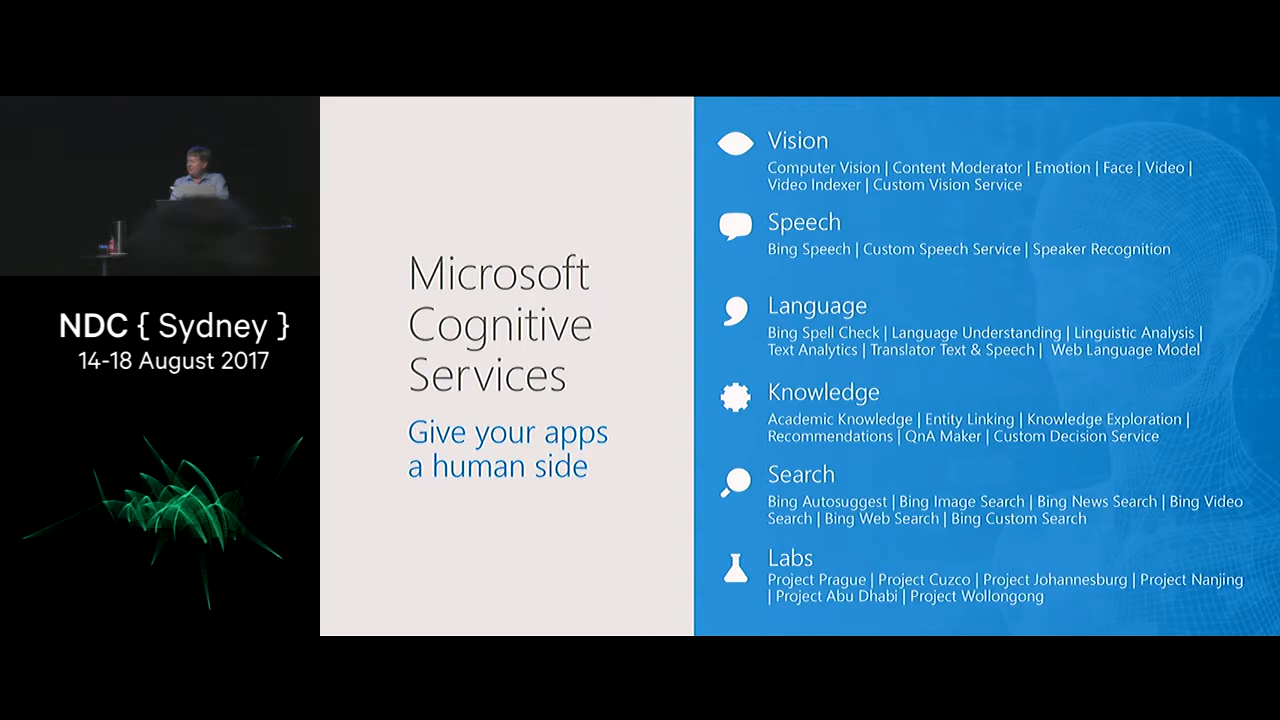 NDC { Sydney }
14-18 August 2017
Microsoft
Cognitive
Services
Give your apps
a human side
Vision
Computer Vision | Content Moderator | Emotion | Face | Video |
Video Indexer | Custom Vision Service
Speech
Bing Speech | Custom Speech Service | Speaker Recognition
Language
Bing Spell Check | Language Understanding | Linguistic Analysis |
Text Analytics | Translator Text & Speech | Web Language Model
Knowledge
Academic Knowledge | Entity Linking | Knowledge Exploration |
Recommendations | QnA Maker | Custom Decision Service
Search
Bing Autosuggest | Bing Image Search | Bing News Search | Bing Video
Search | Bing Web Search | Bing Custom Search
Labs
Project Prague | Project Cuzco | Project Johannesburg | Project Nanjing
| Project Abu Dhabi | Project Wollongong